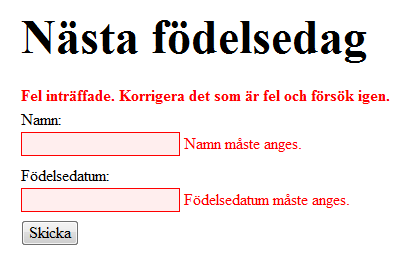 Nästa födelsedag
Fel inträffade. Korrigera det som är fel och försök igen.
Namn:
Namn måste anges.
Födelsedatum:
Födelsedatum måste anges.
Skicka